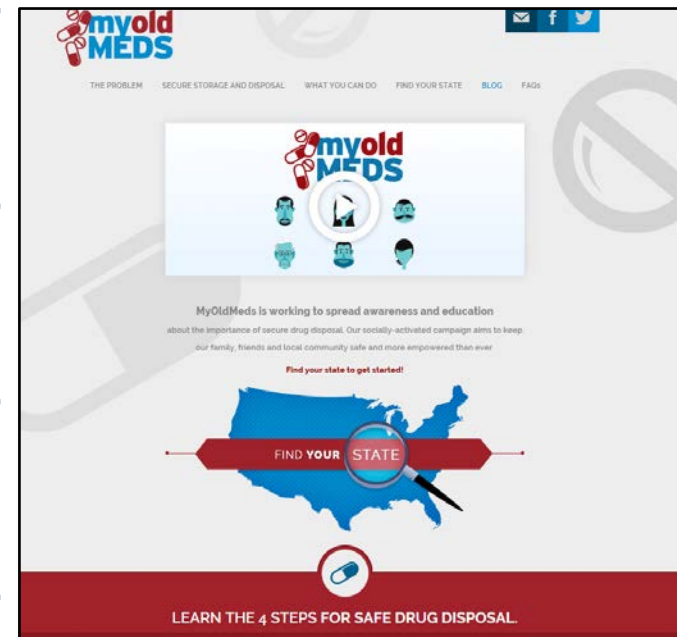 myold
MEDS
THE PROBLEM SECURE STORAGE AND DISPOSAL WHAT YOU CAN DO FIND YOUR STATE BLOG FAQs
myold
MEDS
MyOldMeds is working to spread awareness and education
about the importance of secure drug disposal. Our socially-activated campaign aims to keep
our family, friends and local community safe and more empowered than ever
Find your state to get started!
FIND YOUR STATE
LEARN THE 4 STEPS FOR SAFE DRUG DISPOSAL.